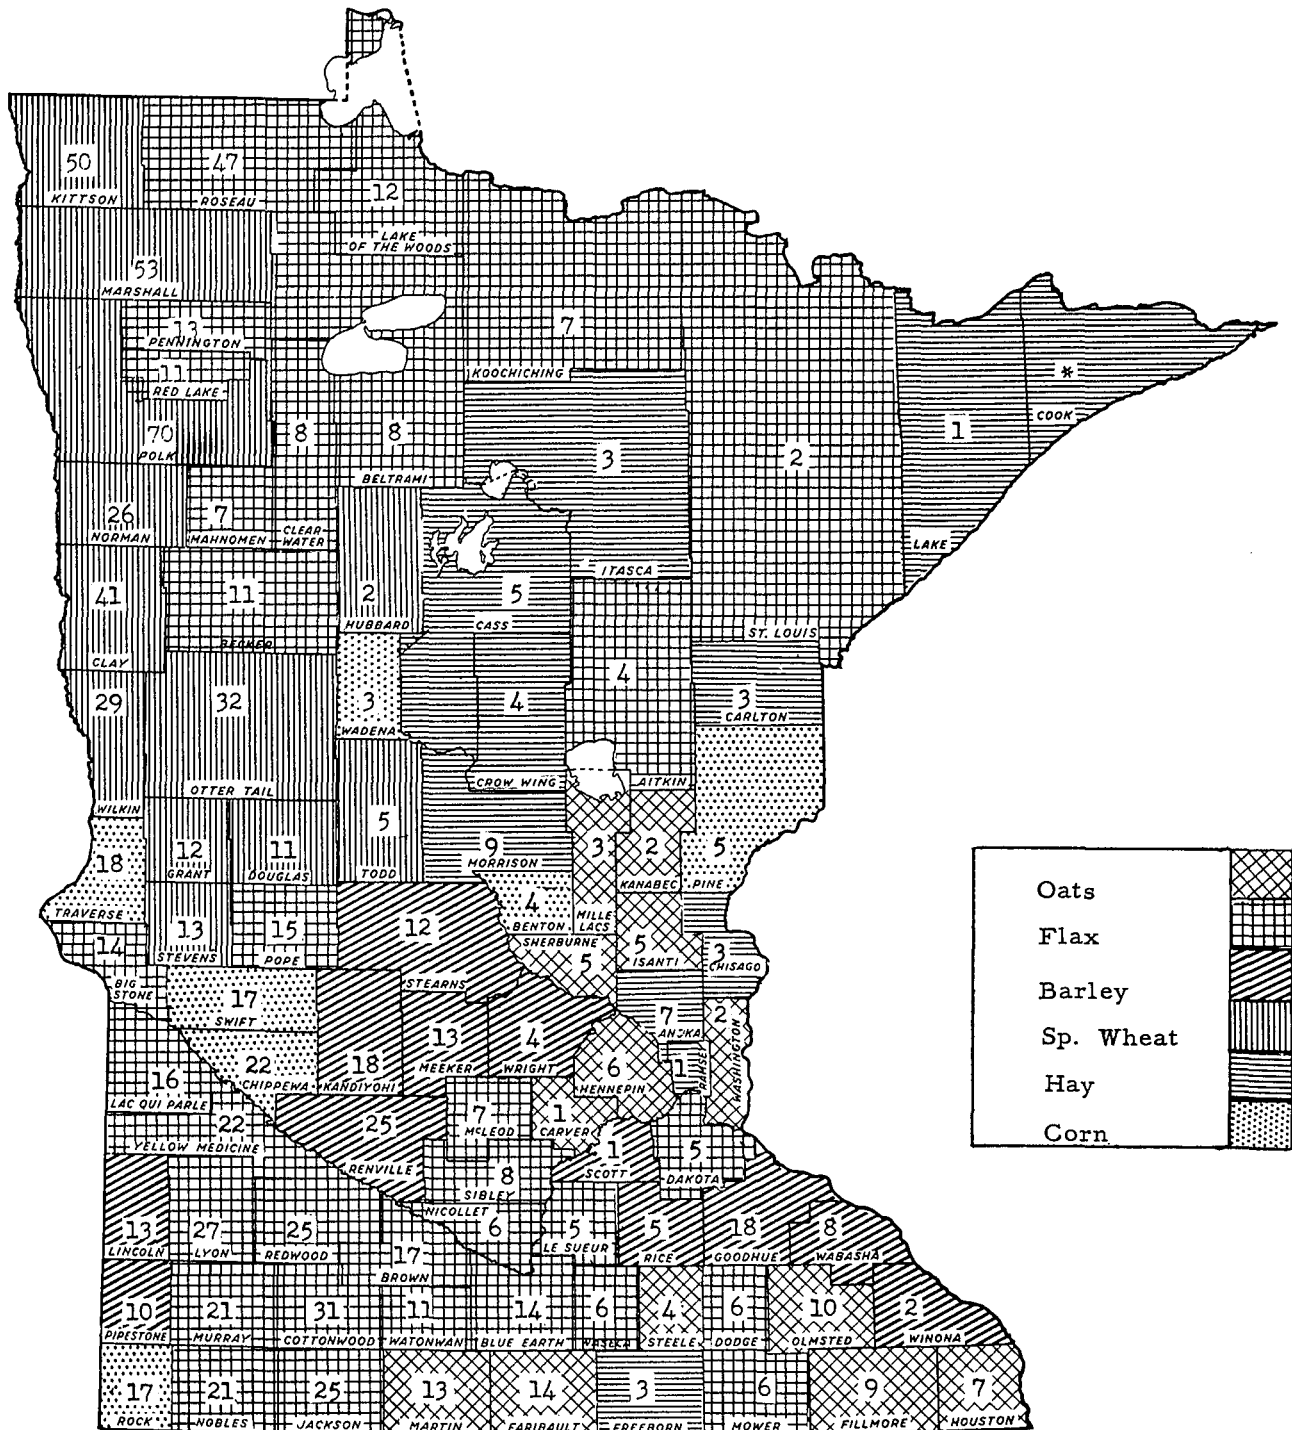 50
47
KITTSON
ROSEAU
12
LAKE
OF THE WOODS
53
MARSHALL
13
PENNINGTON
7
KOOCHICHING
11
RED LAKE
*
COOK
70
POLK
8
8
BELTRAMI
3
ITASCA
2
ST. LOUIS
1
LAKE
26
NORMAN
7
MAHNOMEN
CLEAR
WATER
41
CLAY
11
BECKER
2
HUBBARD
5
CASS
29
WILKIN
32
OTTER TAIL
3
WADENA
4
CROW WING
4
AITKIN
3
CARLTON
18
TRAVERSE
12
GRANT
11
DOUGLAS
5
TODD
9
MORRISON
3
MILLE
LACS
2
KANABEC
5
PINE
4
BENTON
14
BIG
STONE
13
STEVENS
15
POPE
12
STEARNS
SHERBURNE
5
5
ISANTI
3
CHISAGO
17
SWIFT
22
CHIPPEWA
18
KANDIYOHI
13
MEEKER
4
WRIGHT
7
ANOKA
6
HENNEPIN
1
RAMSEY
2
WASHINGTON
16
LAC QUI PARLE
22
YELLOW MEDICINE
25
RENVILLE
7
McLEOD
1
CARVER
8
SIBLEY
1
SCOTT
5
DAKOTA
13
LINCOLN
27
LYON
25
REDWOOD
17
BROWN
NICOLLET
6
5
LE SUEUR
5
RICE
18
GOODHUE
8
WABASHA
10
PIPESTONE
21
MURRAY
31
COTTONWOOD
11
WATONWAN
14
BLUE EARTH
6
WASECA
4
STEELE
6
DODGE
10
OLMSTED
2
WINONA
17
ROCK
21
NOBLES
25
JACKSON
13
MARTIN
14
FARIBAULT
3
FREEBORN
6
MOWER
9
FILLMORE
7
HOUSTON
Oats
Flax
Barley
Sp. Wheat
Hay
Corn